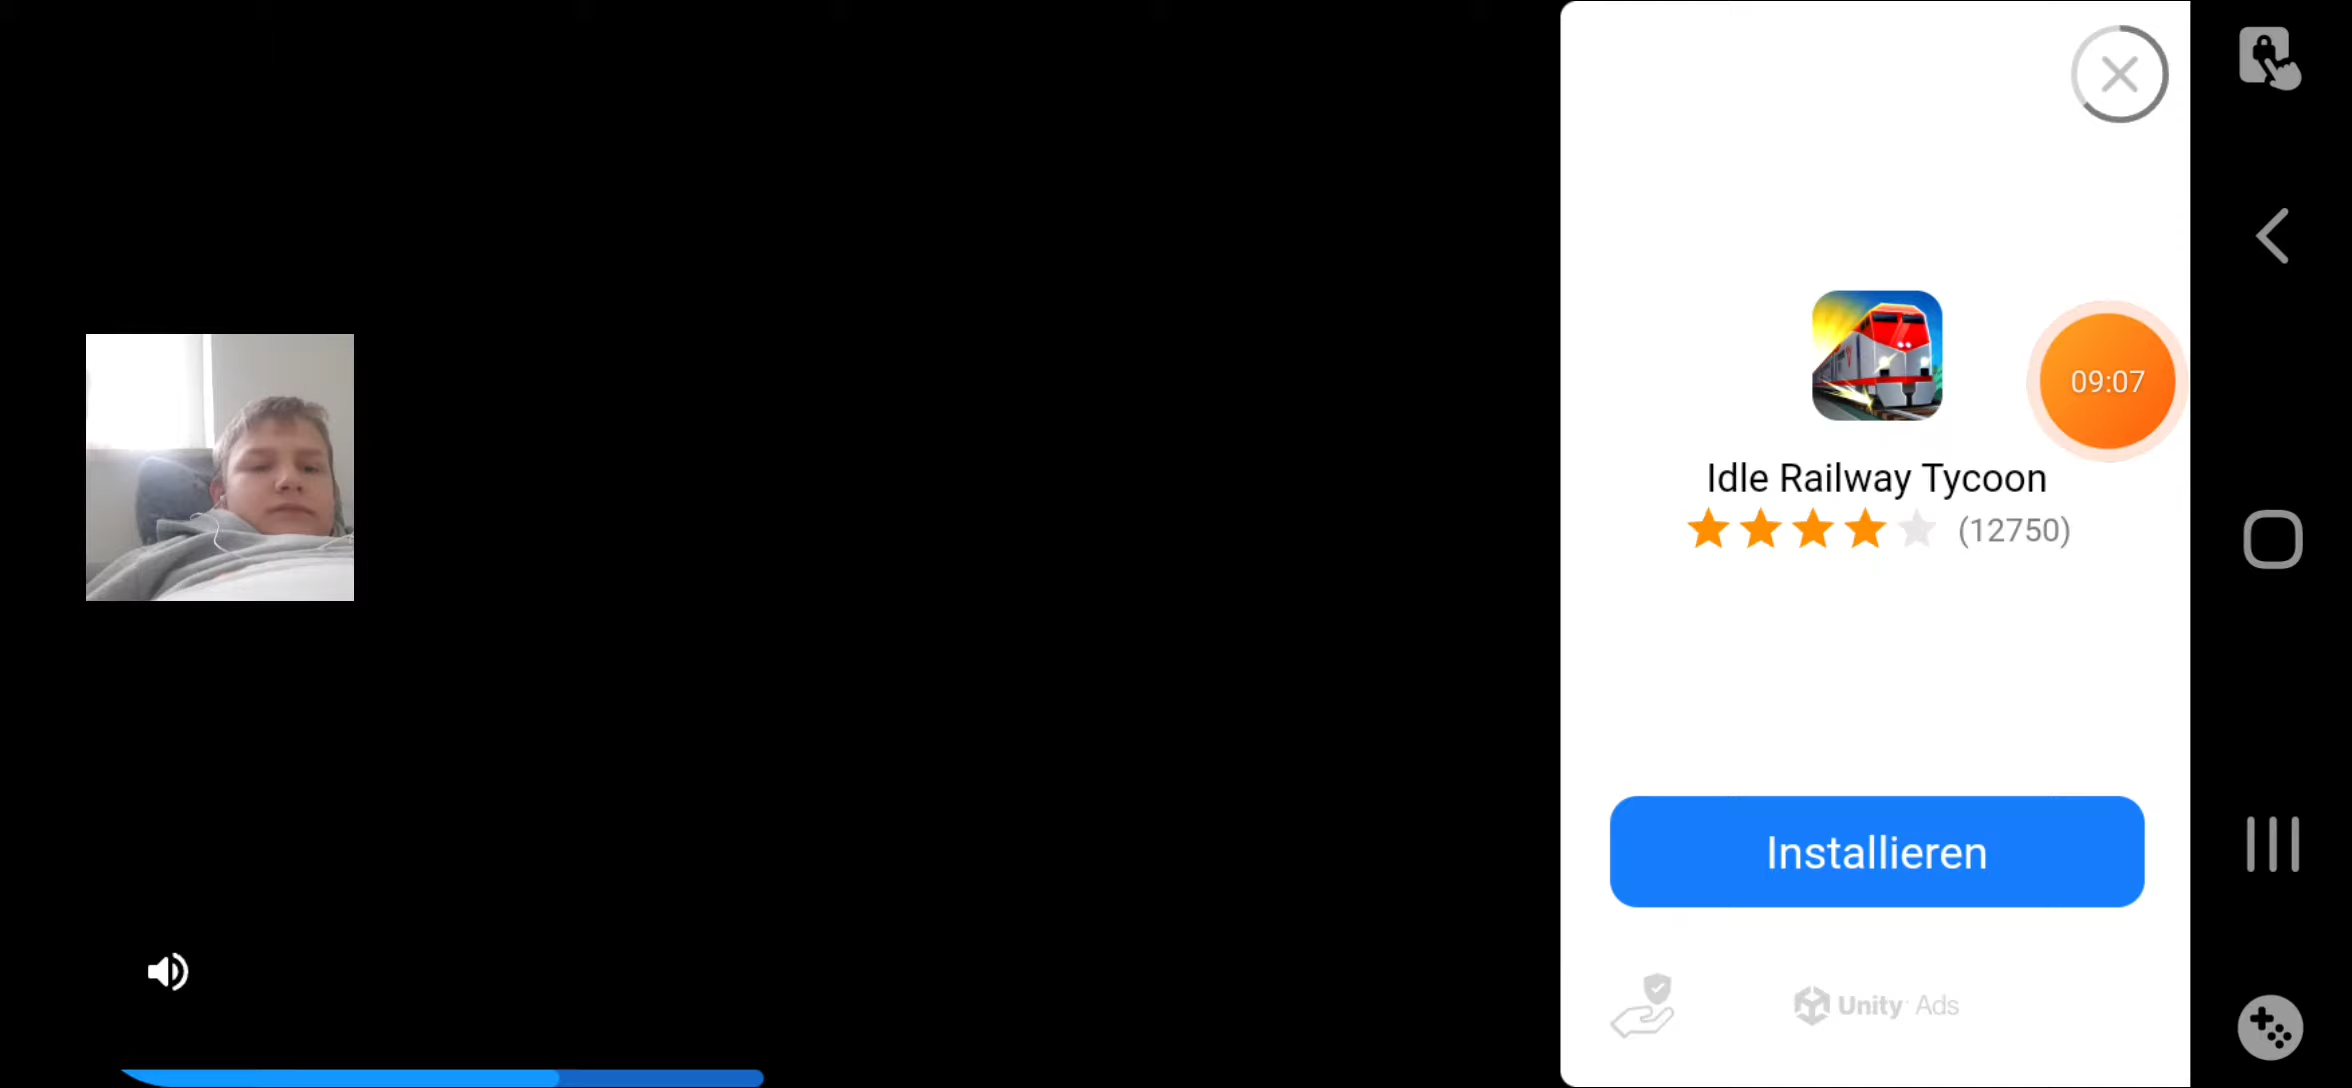 09:07
Idle Railway Tycoon
(12750)
Installieren
Unity Ads